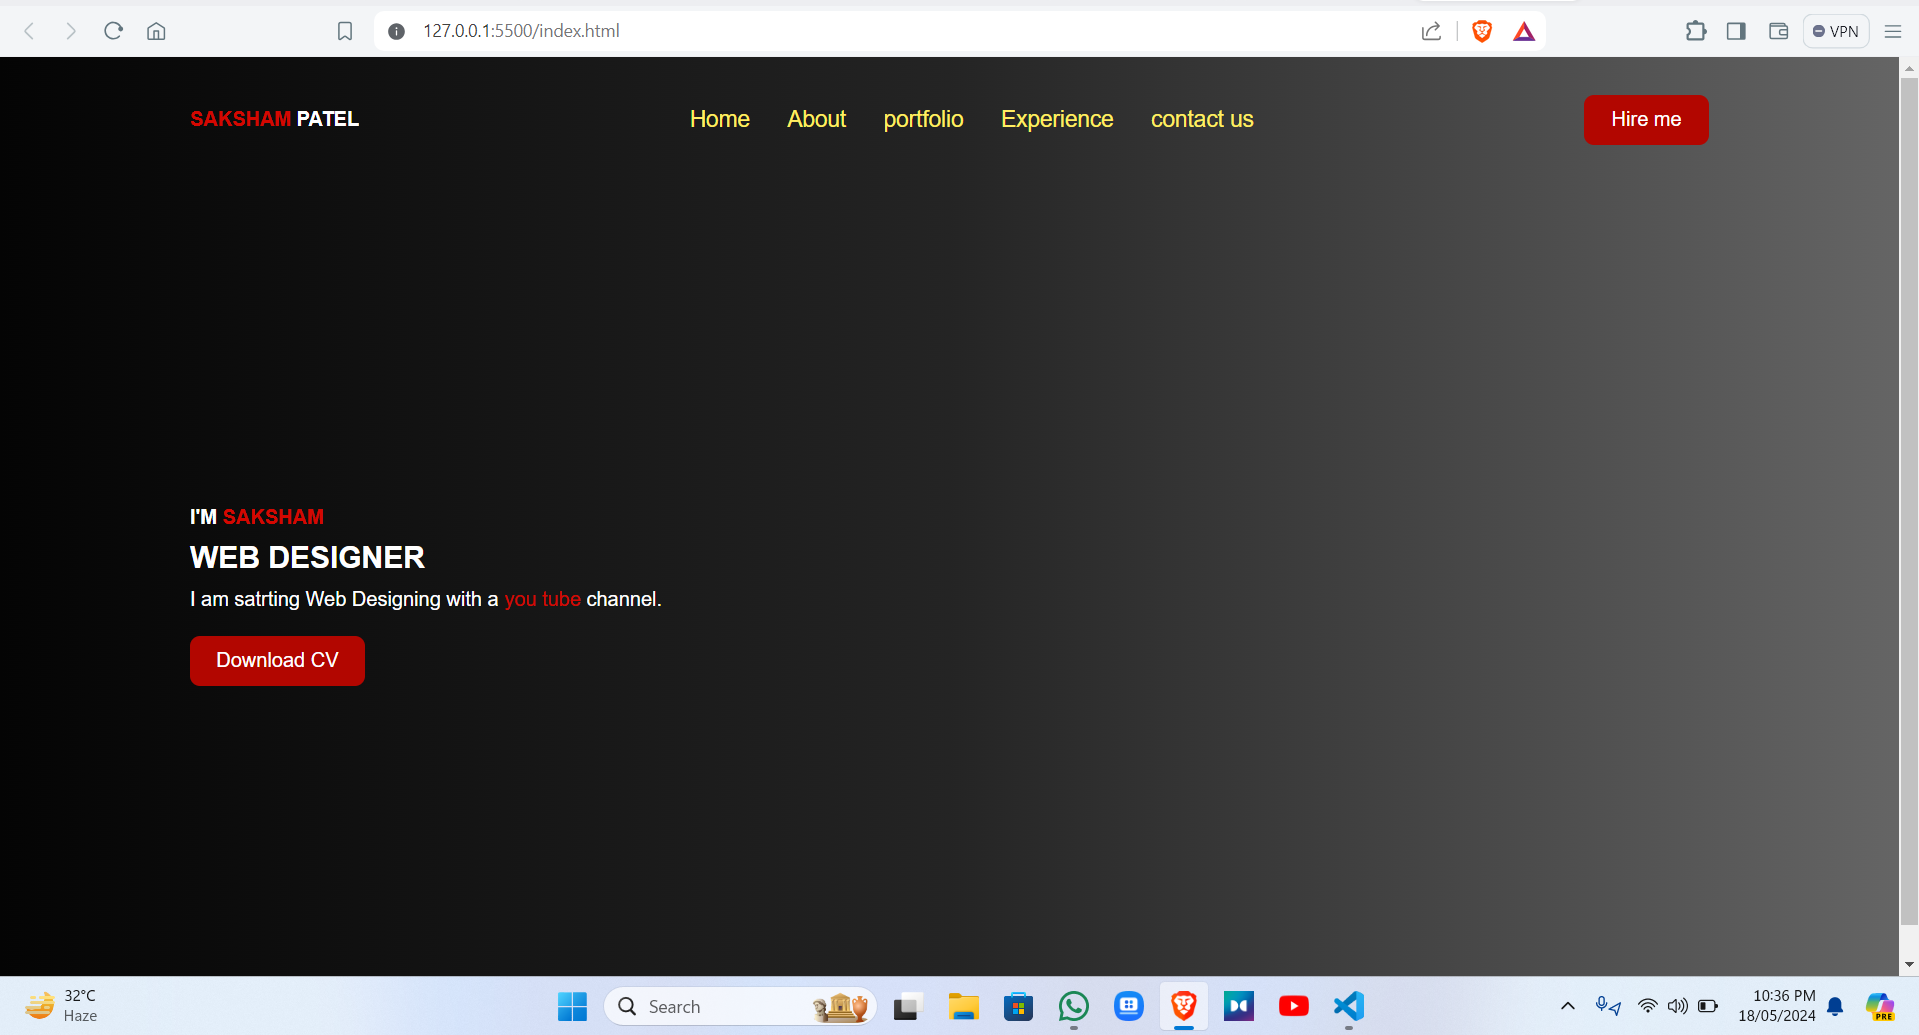 127.0.0.1:5500/index.html
VPN
SAKSHAM PATEL
Home About portfolio Experience contact us
Hire me
I'M SAKSHAM
WEB DESIGNER
I am satrting Web Designing with a you tube channel.
Download CV
32°C
Haze
Search
10:36 PM
18/05/2024
PRE